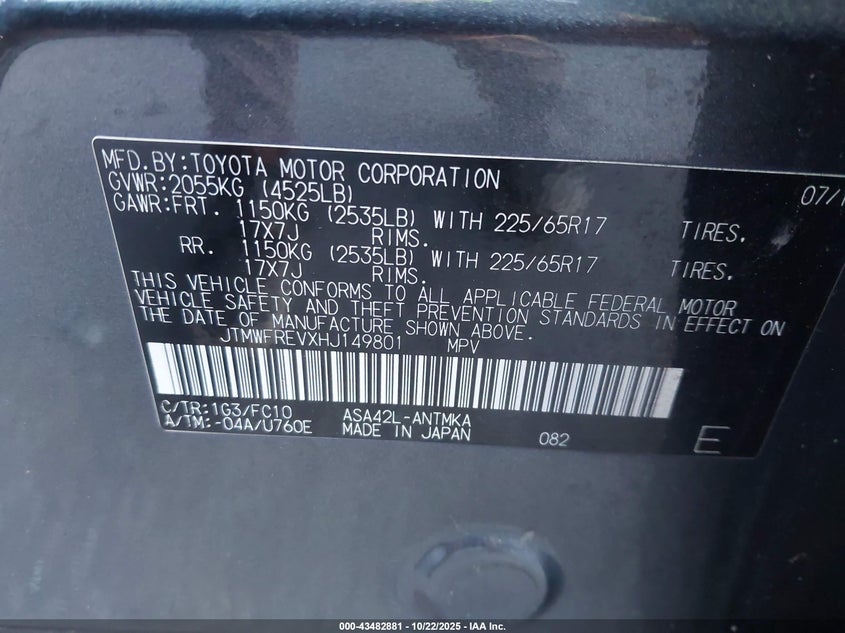 MFD.BY:TOYOTA MOTOR CORPORATION 07/1
GVWR:2055KG (4525LB)
GAWR:FRT. 1150KG (2535LB) WITH 225/65R17 TIRES.
17X7J RIMS.
RR. 1150KG (2535LB) WITH 225/65R17 TIRES.
17X7J RIMS.
THIS VEHICLE CONFORMS TO ALL APPLICABLE FEDERAL MOTOR
VEHICLE SAFETY AND THEFT PREVENTION STANDARDS IN EFFECT ON
THE DATE OF MANUFACTURE SHOWN ABOVE.
JTMWFREVXHJ149801 MPV
C/TR:1G3/FC10 ASA42L-ANTMKA
A/TM:-04A/U760E MADE IN JAPAN 082 E
000-43482881 - 10/22/2025 - IAA Inc.